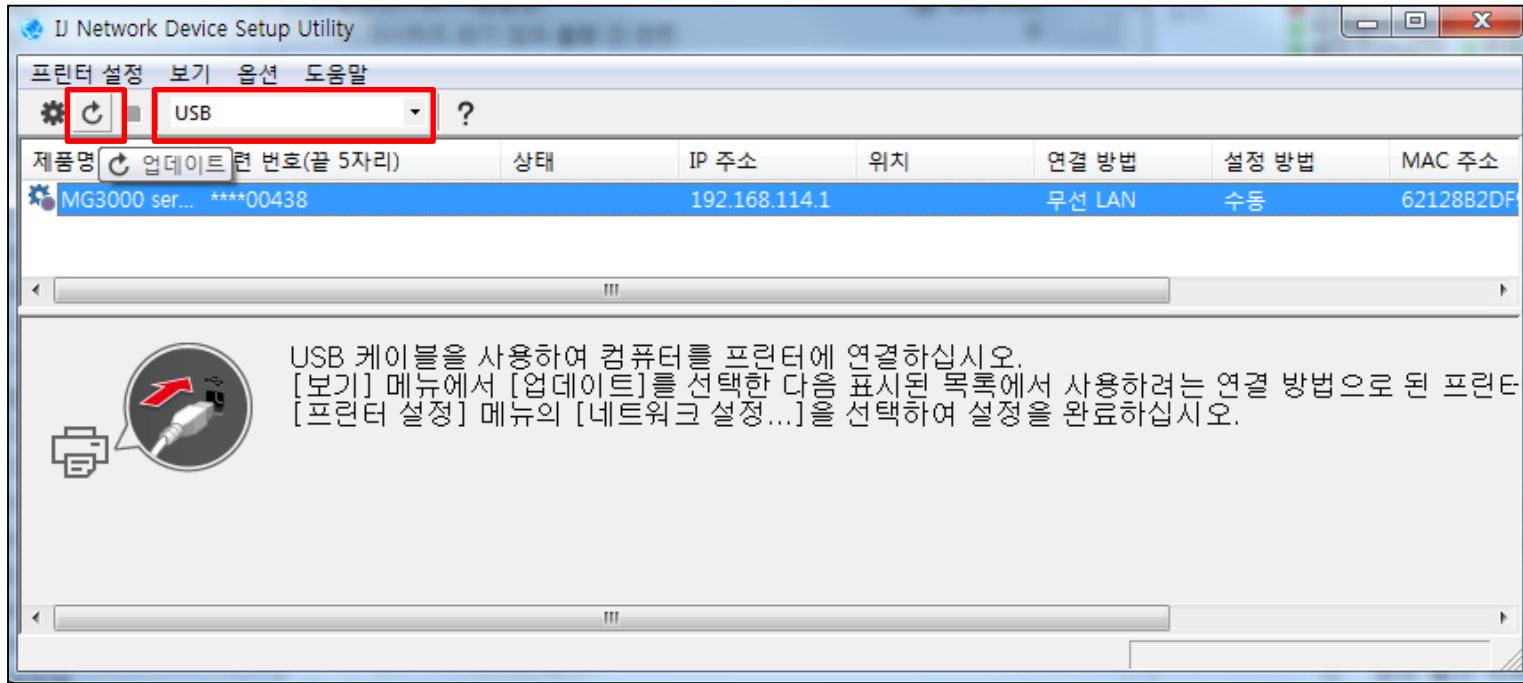 IJ Network Device Setup Utility
프린터 설정 보기 옵션 도움말
USB ?
제품명 업데이트 련 번호(끝 5자리) 상태 IP 주소 위치 연결 방법 설정 방법 MAC 주소
MG3000 ser... ****00438 192.168.114.1 무선 LAN 수동 62128B2DF
USB 케이블을 사용하여 컴퓨터를 프린터에 연결하십시오.
[보기] 메뉴에서 [업데이트]를 선택한 다음 표시된 목록에서 사용하려는 연결 방법으로 된 프린터
[프린터 설정] 메뉴의 [네트워크 설정...]을 선택하여 설정을 완료하십시오.